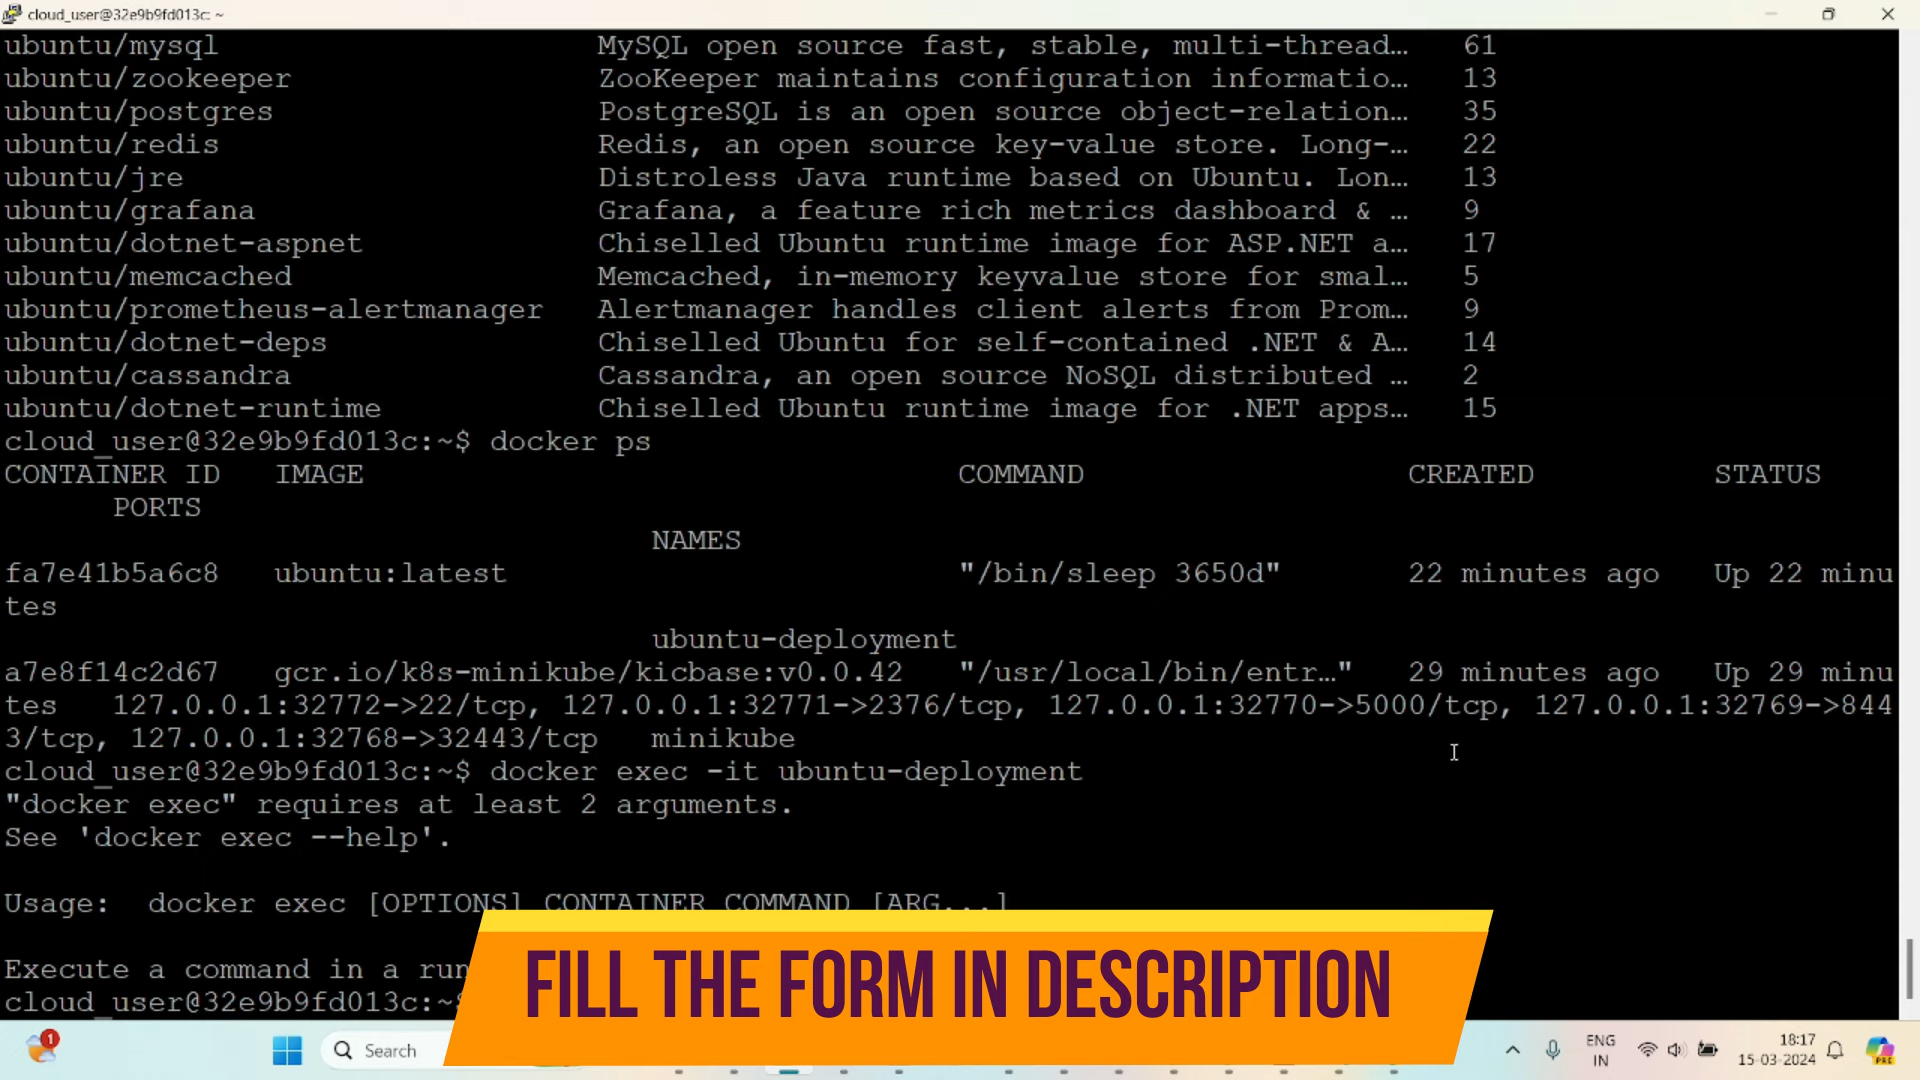 cloud_user@32e9b9fd013c: ~
ubuntu/mysql MySQL open source fast, stable, multi-thread… 61
ubuntu/zookeeper ZooKeeper maintains configuration informatio… 13
ubuntu/postgres PostgreSQL is an open source object-relation… 35
ubuntu/redis Redis, an open source key-value store. Long-… 22
ubuntu/jre Distroless Java runtime based on Ubuntu. Lon… 13
ubuntu/grafana Grafana, a feature rich metrics dashboard & … 9
ubuntu/dotnet-aspnet Chiselled Ubuntu runtime image for ASP.NET a… 17
ubuntu/memcached Memcached, in-memory keyvalue store for smal… 5
ubuntu/prometheus-alertmanager Alertmanager handles client alerts from Prom… 9
ubuntu/dotnet-deps Chiselled Ubuntu for self-contained .NET & A… 14
ubuntu/cassandra Cassandra, an open source NoSQL distributed … 2
ubuntu/dotnet-runtime Chiselled Ubuntu runtime image for .NET apps… 15
cloud_user@32e9b9fd013c:~$ docker ps
CONTAINER ID IMAGE COMMAND CREATED STATUS
PORTS
NAMES
fa7e41b5a6c8 ubuntu:latest "/bin/sleep 3650d" 22 minutes ago Up 22 minu
tes
ubuntu-deployment
a7e8f14c2d67 gcr.io/k8s-minikube/kicbase:v0.0.42 "/usr/local/bin/entr…" 29 minutes ago Up 29 minu
tes 127.0.0.1:32772->22/tcp, 127.0.0.1:32771->2376/tcp, 127.0.0.1:32770->5000/tcp, 127.0.0.1:32769->844
3/tcp, 127.0.0.1:32768->32443/tcp minikube
cloud_user@32e9b9fd013c:~$ docker exec -it ubuntu-deployment
"docker exec" requires at least 2 arguments.
See 'docker exec --help'.
Usage: docker exec [OPTIONS] CONTAINER COMMAND [ARG...]
Execute a command in a run
cloud_user@32e9b9fd013c:~
FILL THE FORM IN DESCRIPTION
1
Search
ENG
IN
18:17
15-03-2024
PRE